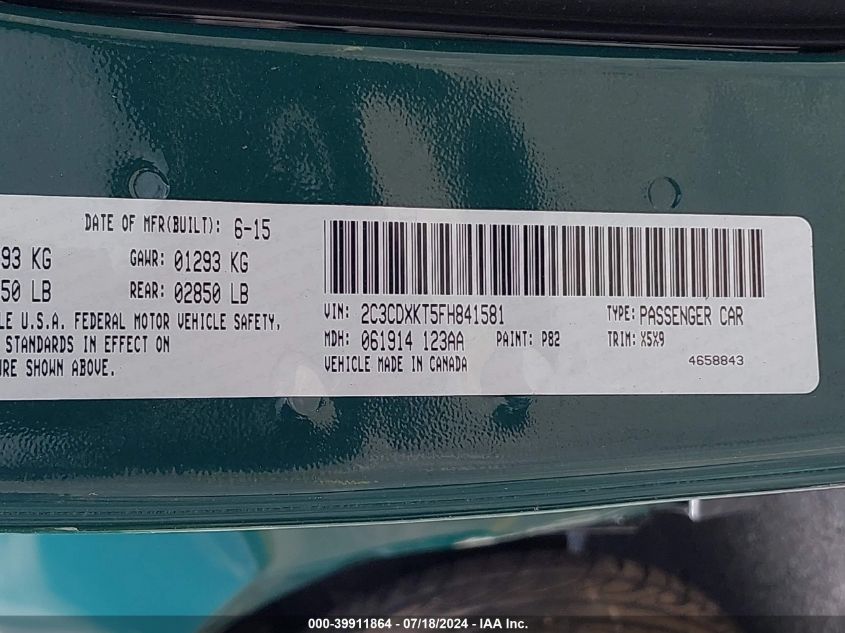 DATE OF MFR(BUILT): 6-15
93 KG GAWR: 01293 KG
50 LB REAR: 02850 LB
LE U.S.A. FEDERAL MOTOR VEHICLE SAFETY,
STANDARDS IN EFFECT ON
URE SHOWN ABOVE.
VIN: 2C3CDXKT5FH841581 TYPE: PASSENGER CAR
MDH: 061914 123AA PAINT: P82 TRIM: X5X9
VEHICLE MADE IN CANADA 4658843
000-39911864 - 07/18/2024 - IAA Inc.